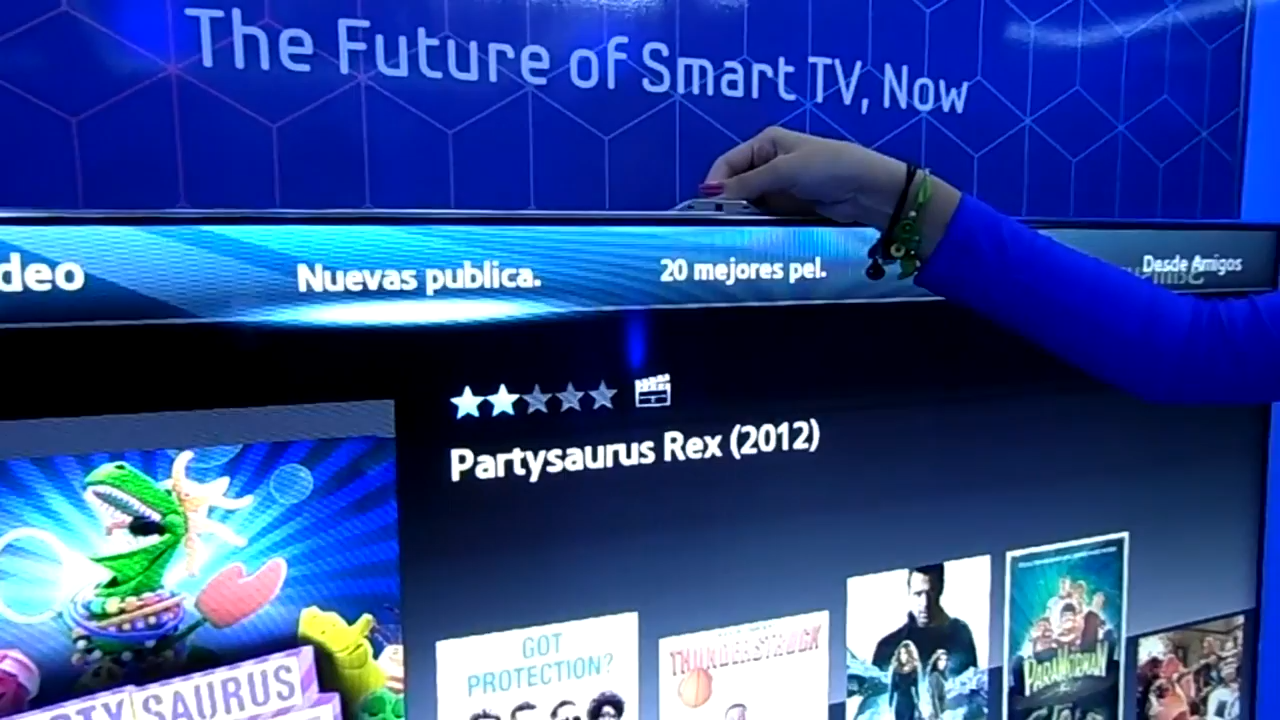 The Future of Smart TV, Now
deo
Nuevas publica.
20 mejores pel.
Desde Amigos
Partysaurus Rex (2012)
GOT
PROTECTION?
THUNDERSTRUCK
PARANORMAN
TY SAURUS